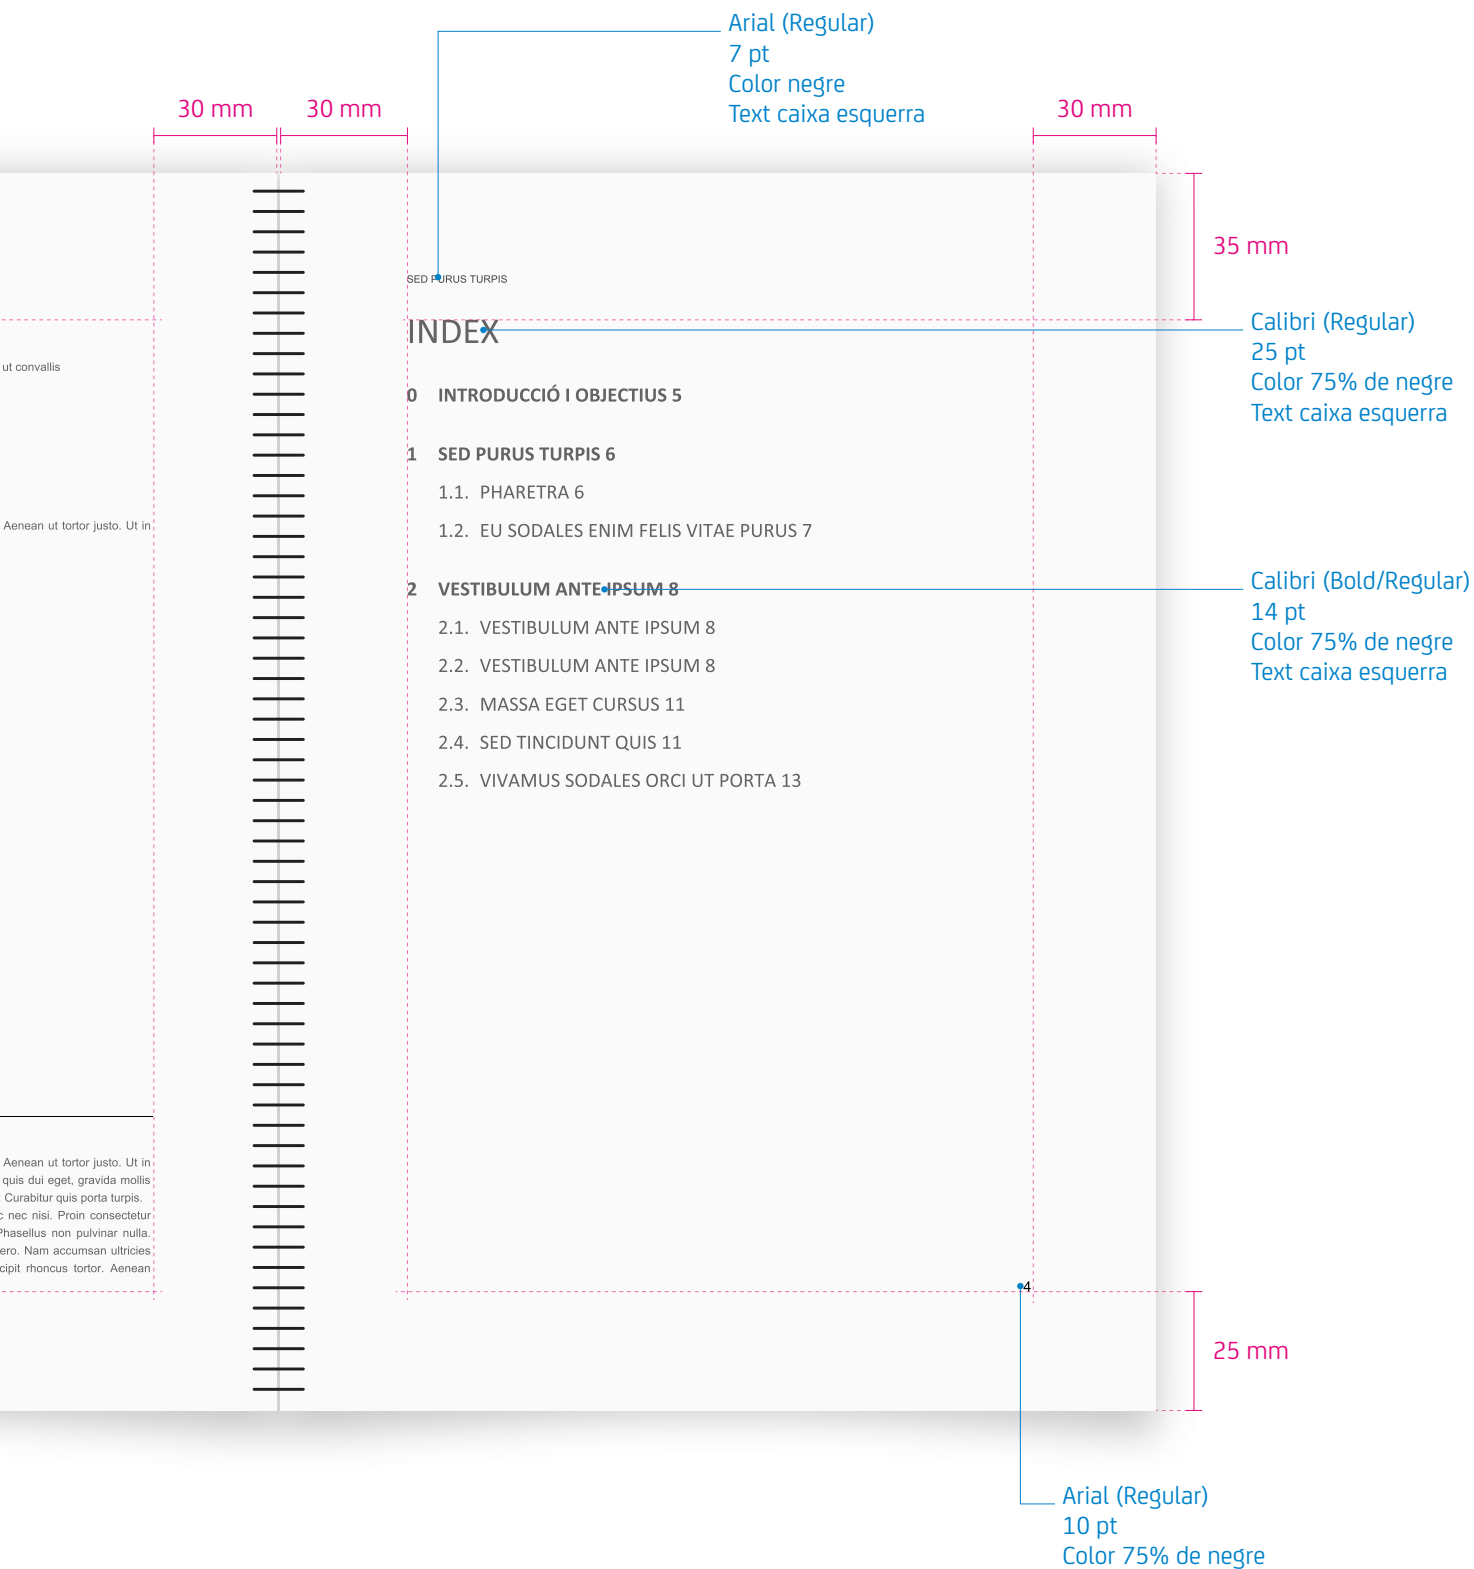 Arial (Regular)
7 pt
Color negre
Text caixa esquerra
30 mm
30 mm
30 mm
35 mm
SED PURUS TURPIS
INDEX
Calibri (Regular)
25 pt
Color 75% de negre
Text caixa esquerra
ut convallis
0 INTRODUCCIÓ I OBJECTIUS 5
1 SED PURUS TURPIS 6
1.1. PHARETRA 6
1.2. EU SODALES ENIM FELIS VITAE PURUS 7
Aenean ut tortor justo. Ut in
2 VESTIBULUM ANTE IPSUM 8
2.1. VESTIBULUM ANTE IPSUM 8
2.2. VESTIBULUM ANTE IPSUM 8
2.3. MASSA EGET CURSUS 11
2.4. SED TINCIDUNT QUIS 11
2.5. VIVAMUS SODALES ORCI UT PORTA 13
Calibri (Bold/Regular)
14 pt
Color 75% de negre
Text caixa esquerra
Aenean ut tortor justo. Ut in
quis dui eget, gravida mollis
Curabitur quis porta turpis.
nec nisi. Proin consectetur
Phasellus non pulvinar nulla.
ero. Nam accumsan ultricies
cipit rhoncus tortor. Aenean
4
25 mm
Arial (Regular)
10 pt
Color 75% de negre